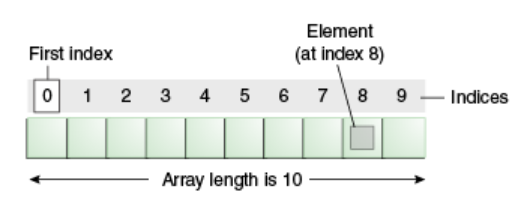 Element
(at index 8)
First index
0 1 2 3 4 5 6 7 8 9
Indices
Array length is 10